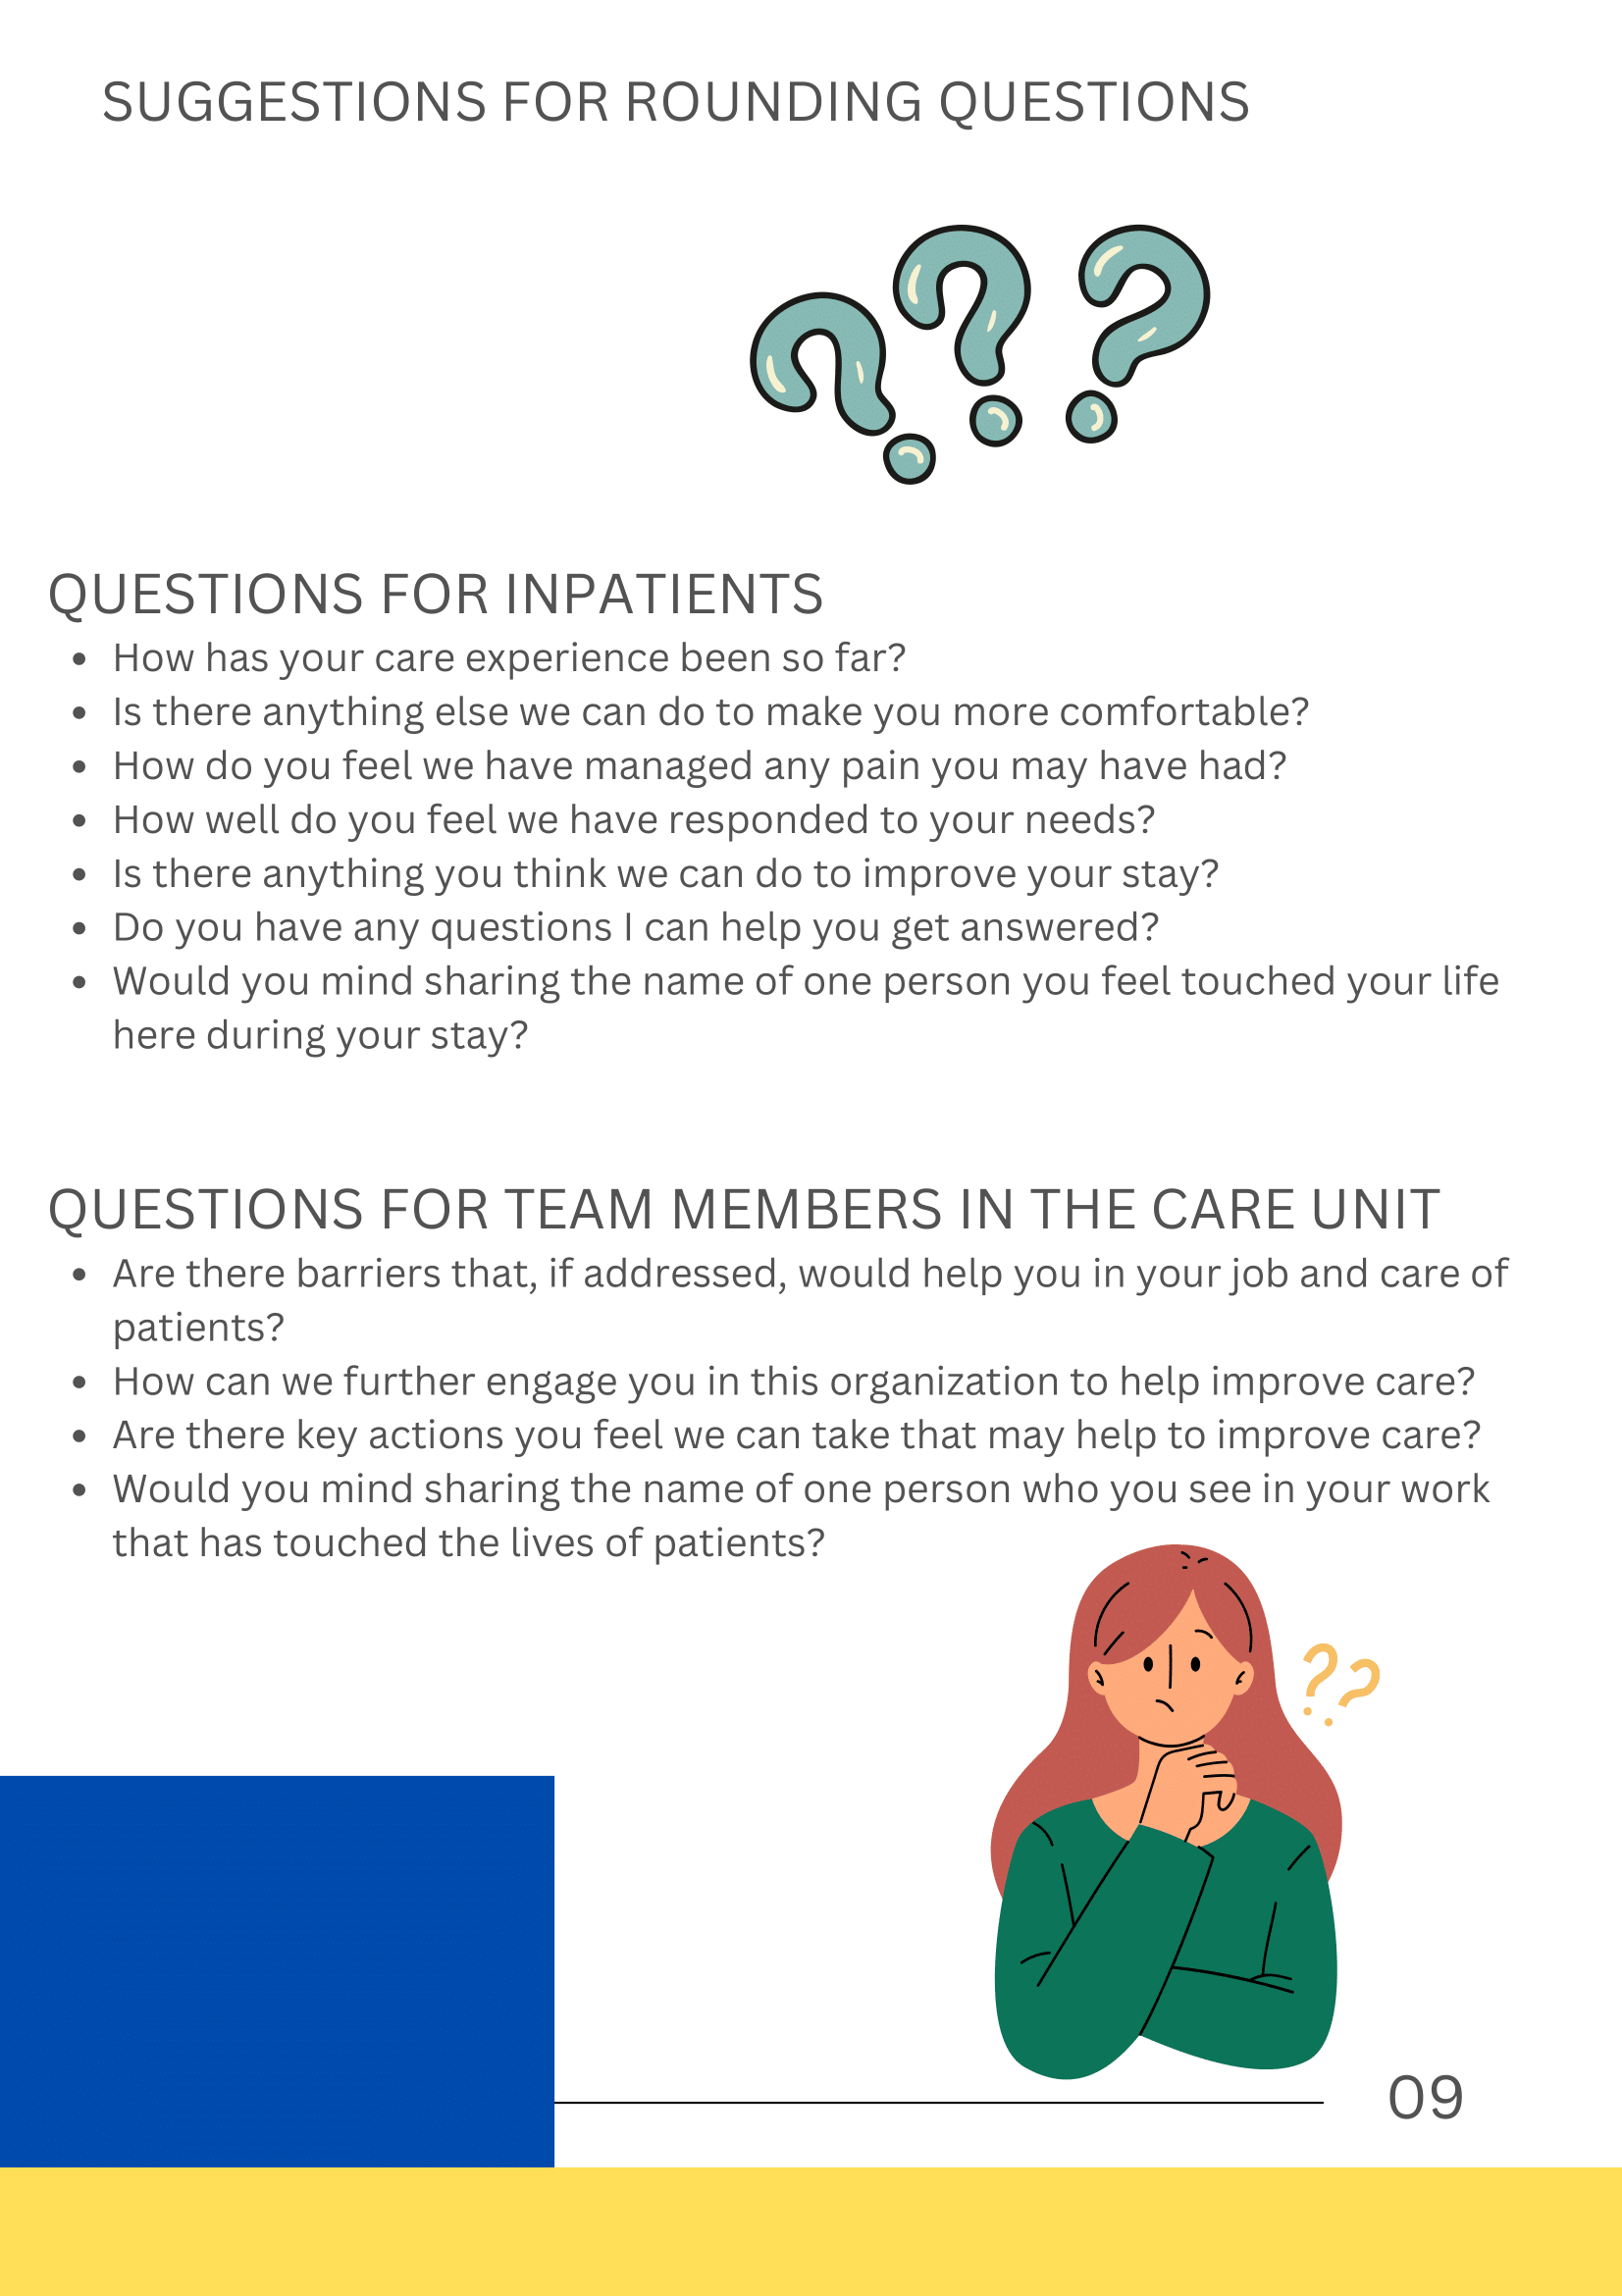 SUGGESTIONS FOR ROUNDING QUESTIONS
QUESTIONS FOR INPATIENTS
• How has your care experience been so far?
• Is there anything else we can do to make you more comfortable?
• How do you feel we have managed any pain you may have had?
• How well do you feel we have responded to your needs?
• Is there anything you think we can do to improve your stay?
• Do you have any questions I can help you get answered?
• Would you mind sharing the name of one person you feel touched your life
here during your stay?
QUESTIONS FOR TEAM MEMBERS IN THE CARE UNIT
• Are there barriers that, if addressed, would help you in your job and care of
patients?
• How can we further engage you in this organization to help improve care?
• Are there key actions you feel we can take that may help to improve care?
• Would you mind sharing the name of one person who you see in your work
that has touched the lives of patients?
09